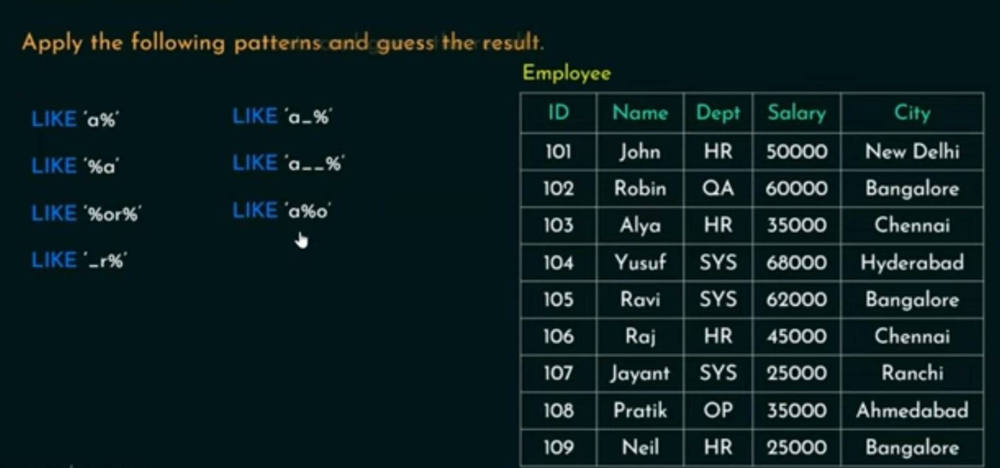 Apply the following patterns and guess the result.
LIKE 'a%'
LIKE '%a'
LIKE '%or%'
LIKE '_r%'
LIKE 'a_%'
LIKE 'a__%'
LIKE 'a%o'
Employee
ID Name Dept Salary City
101 John HR 50000 New Delhi
102 Robin QA 60000 Bangalore
103 Alya HR 35000 Chennai
104 Yusuf SYS 68000 Hyderabad
105 Ravi SYS 62000 Bangalore
106 Raj HR 45000 Chennai
107 Jayant SYS 25000 Ranchi
108 Pratik OP 35000 Ahmedabad
109 Neil HR 25000 Bangalore